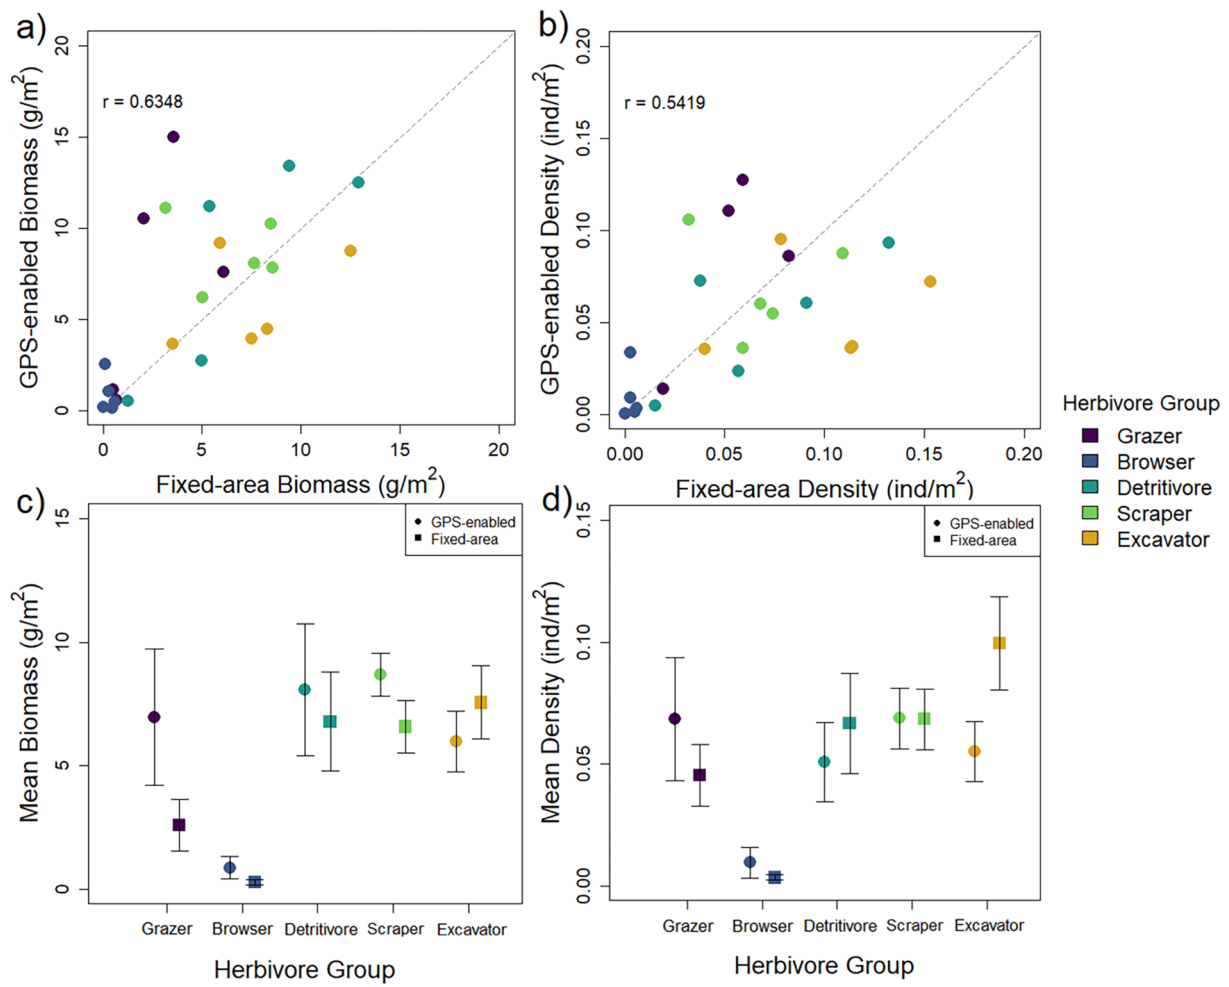 a)
GPS-enabled Biomass (g/m²)
20
15
10
5
0
r = 0.6348
0 5 10 15 20
Fixed-area Biomass (g/m²)
b)
GPS-enabled Density (ind/m²)
0.20
0.15
0.10
0.05
0.00
r = 0.5419
0.00 0.05 0.10 0.15 0.20
Fixed-area Density (ind/m²)
Herbivore Group
Grazer
Browser
Detritivore
Scraper
Excavator
c)
Mean Biomass (g/m²)
15
10
5
0
GPS-enabled
Fixed-area
Grazer Browser Detritivore Scraper Excavator
Herbivore Group
d)
Mean Density (ind/m²)
0.15
0.10
0.05
0.00
GPS-enabled
Fixed-area
Grazer Browser Detritivore Scraper Excavator
Herbivore Group